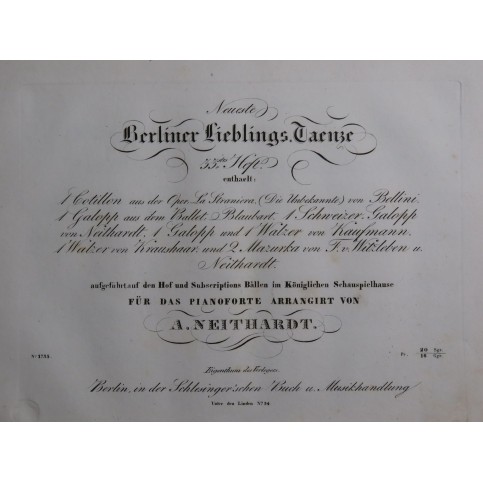 Neueste
Berliner Lieblings-Taenze
33tes Heft.
enthaelt:
1 Cotillon aus der Oper La Straniera, (Die Unbekannte) von Bellini.
1 Galopp aus dem Ballet: Blaubart. 1 Schweizer-Galopp
von Neithardt. 1 Galopp und 1 Walzer von Kaufmann.
1 Walzer von Kraushaar, und 2 Mazurka von F. v. Witzleben u.
Neithardt.
aufgeführt auf den Hof und Subscriptions Bällen im Königlichen Schauspielhause
FÜR DAS PIANOFORTE ARRANGIRT VON
A. NEITHARDT.
Eigenthum des Verlegers.
Berlin, in der Schlesinger'schen Buch u. Musikhandlung
Unter den Linden No 34